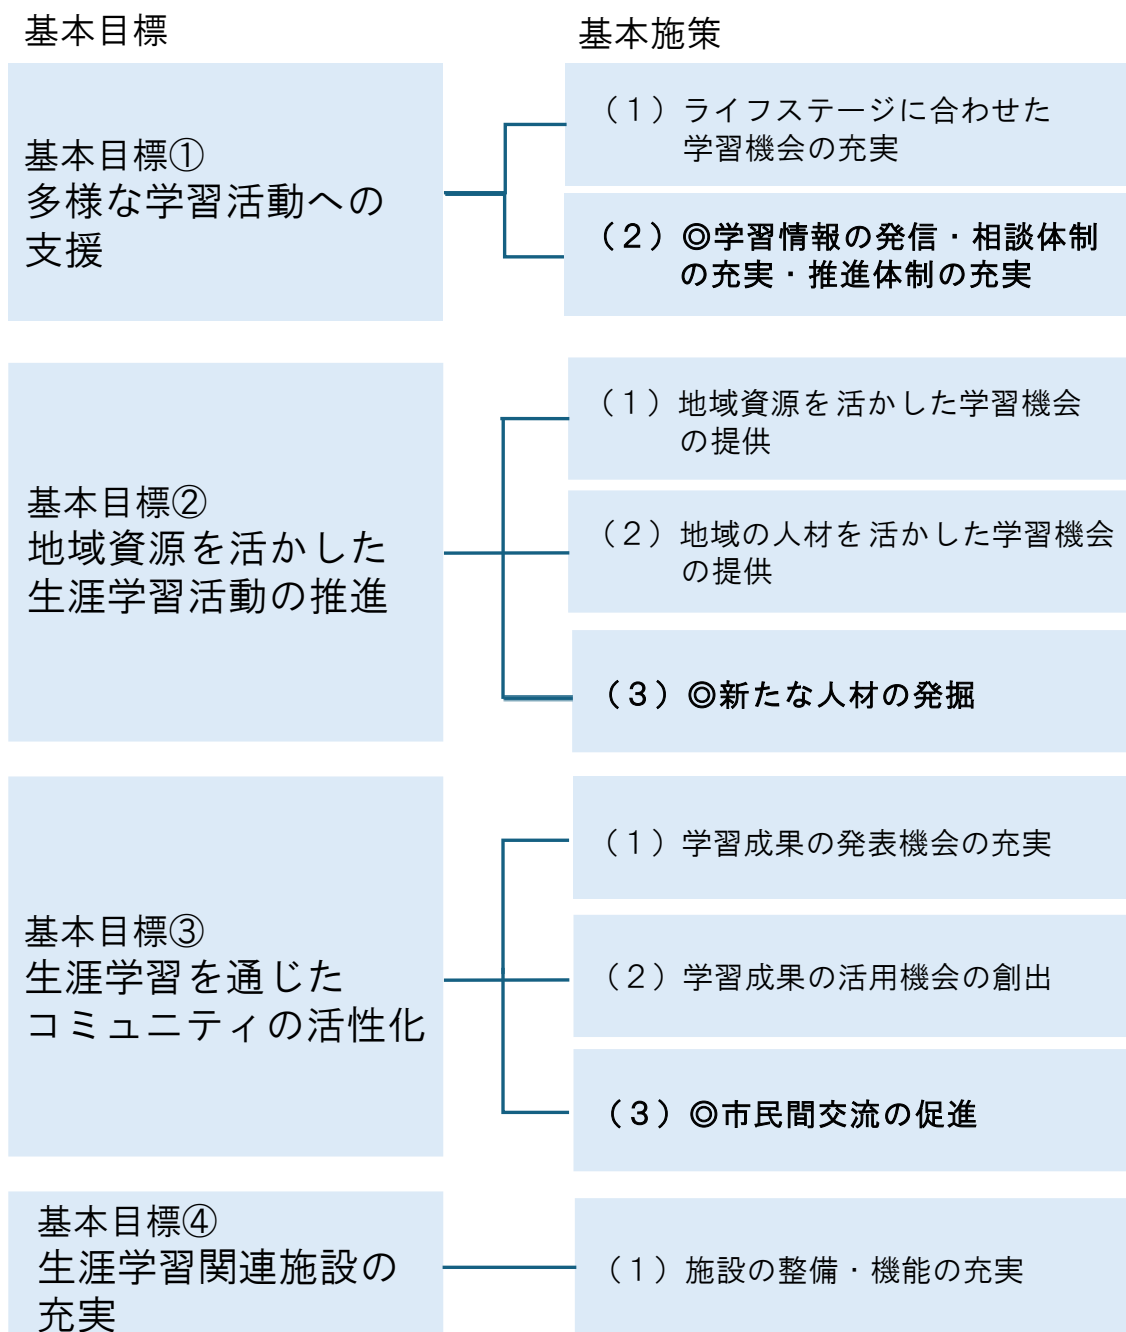 基本目標
基本施策
基本目標①
多様な学習活動への
支援
（１）ライフステージに合わせた
学習機会の充実
（２）◎学習情報の発信・相談体制
の充実・推進体制の充実
基本目標②
地域資源を活かした
生涯学習活動の推進
（１）地域資源を活かした学習機会
の提供
（２）地域の人材を活かした学習機会
の提供
（３）◎新たな人材の発掘
基本目標③
生涯学習を通じた
コミュニティの活性化
（１）学習成果の発表機会の充実
（２）学習成果の活用機会の創出
（３）◎市民間交流の促進
基本目標④
生涯学習関連施設の
充実
（１）施設の整備・機能の充実